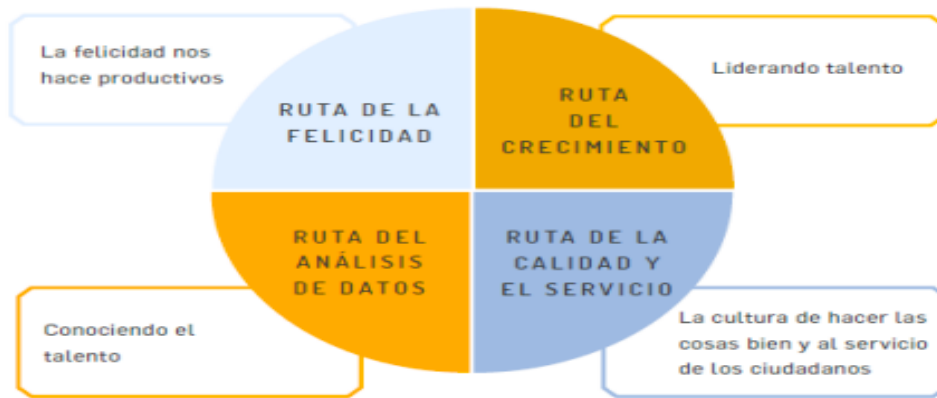 La felicidad nos
hace productivos
RUTA DE LA
FELICIDAD
RUTA
DEL
CRECIMIENTO
Liderando talento
Conociendo el
talento
RUTA DEL
ANÁLISIS
DE DATOS
RUTA DE LA
CALIDAD Y
EL SERVICIO
La cultura de hacer las
cosas bien y al servicio
de los ciudadanos